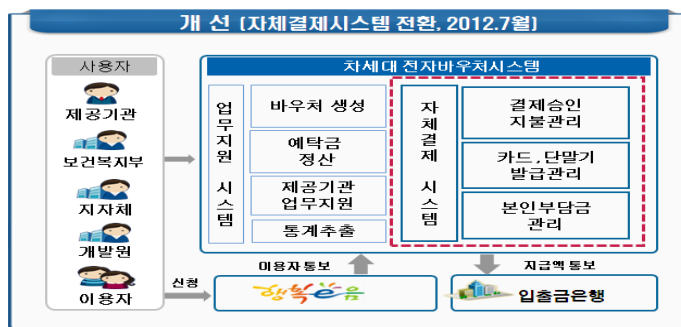 개 선 (자체결제시스템 전환, 2012.7월)
사용자
제공기관
보건복지부
지자체
개발원
이용자
차세대 전자바우처시스템
업무지원 시스템
바우처 생성
예탁금
정산
제공기관
업무지원
통계추출
자체결제 시스템
결제승인
지불관리
카드,단말기
발급관리
본인부담금
관리
신청
이용자통보
지급액통보
행복e음
입출금은행